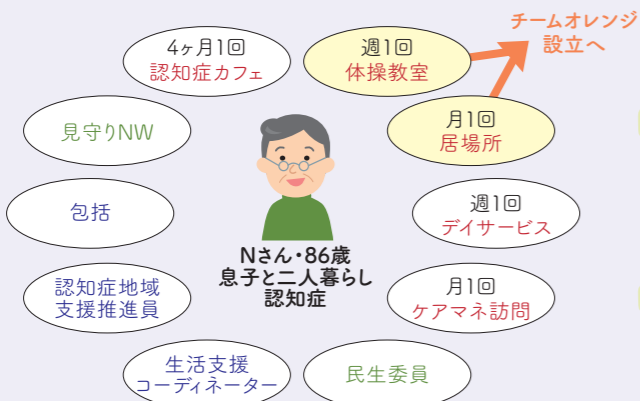 チームオレンジ
設立へ
4ヶ月1回
認知症カフェ
週1回
体操教室
見守りNW
月1回
居場所
包括
週1回
デイサービス
Nさん・86歳
息子と二人暮らし
認知症
認知症地域
支援推進員
月1回
ケアマネ訪問
生活支援
コーディネーター
民生委員